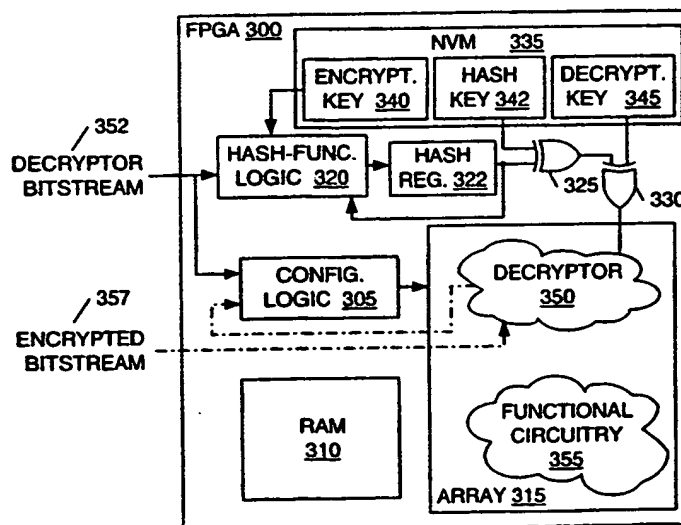 FPGA 300
NVM 335
ENCRYPT.
KEY 340
HASH
KEY 342
DECRYPT.
KEY 345
352
DECRYPTOR
BITSTREAM
HASH-FUNC.
LOGIC 320
HASH
REG. 322
325
330
CONFIG.
LOGIC 305
DECRYPTOR
350
357
ENCRYPTED
BITSTREAM
RAM
310
FUNCTIONAL
CIRCUITRY
355
ARRAY 315